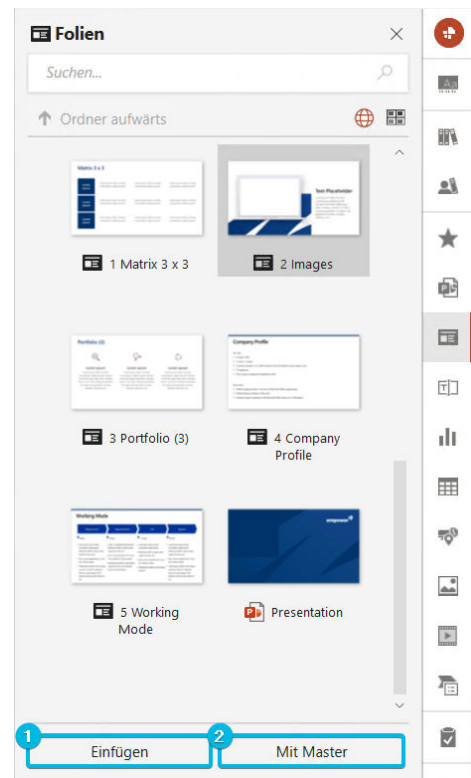 Folien
Suchen...
Ordner aufwärts
Matrix 3 x 3
Text Placeholder
1 Matrix 3 x 3
2 Images
Portfolio (3)
Company Profile
3 Portfolio (3)
4 Company
Profile
Working Mode
empower
5 Working
Mode
Presentation
1
2
Einfügen
Mit Master